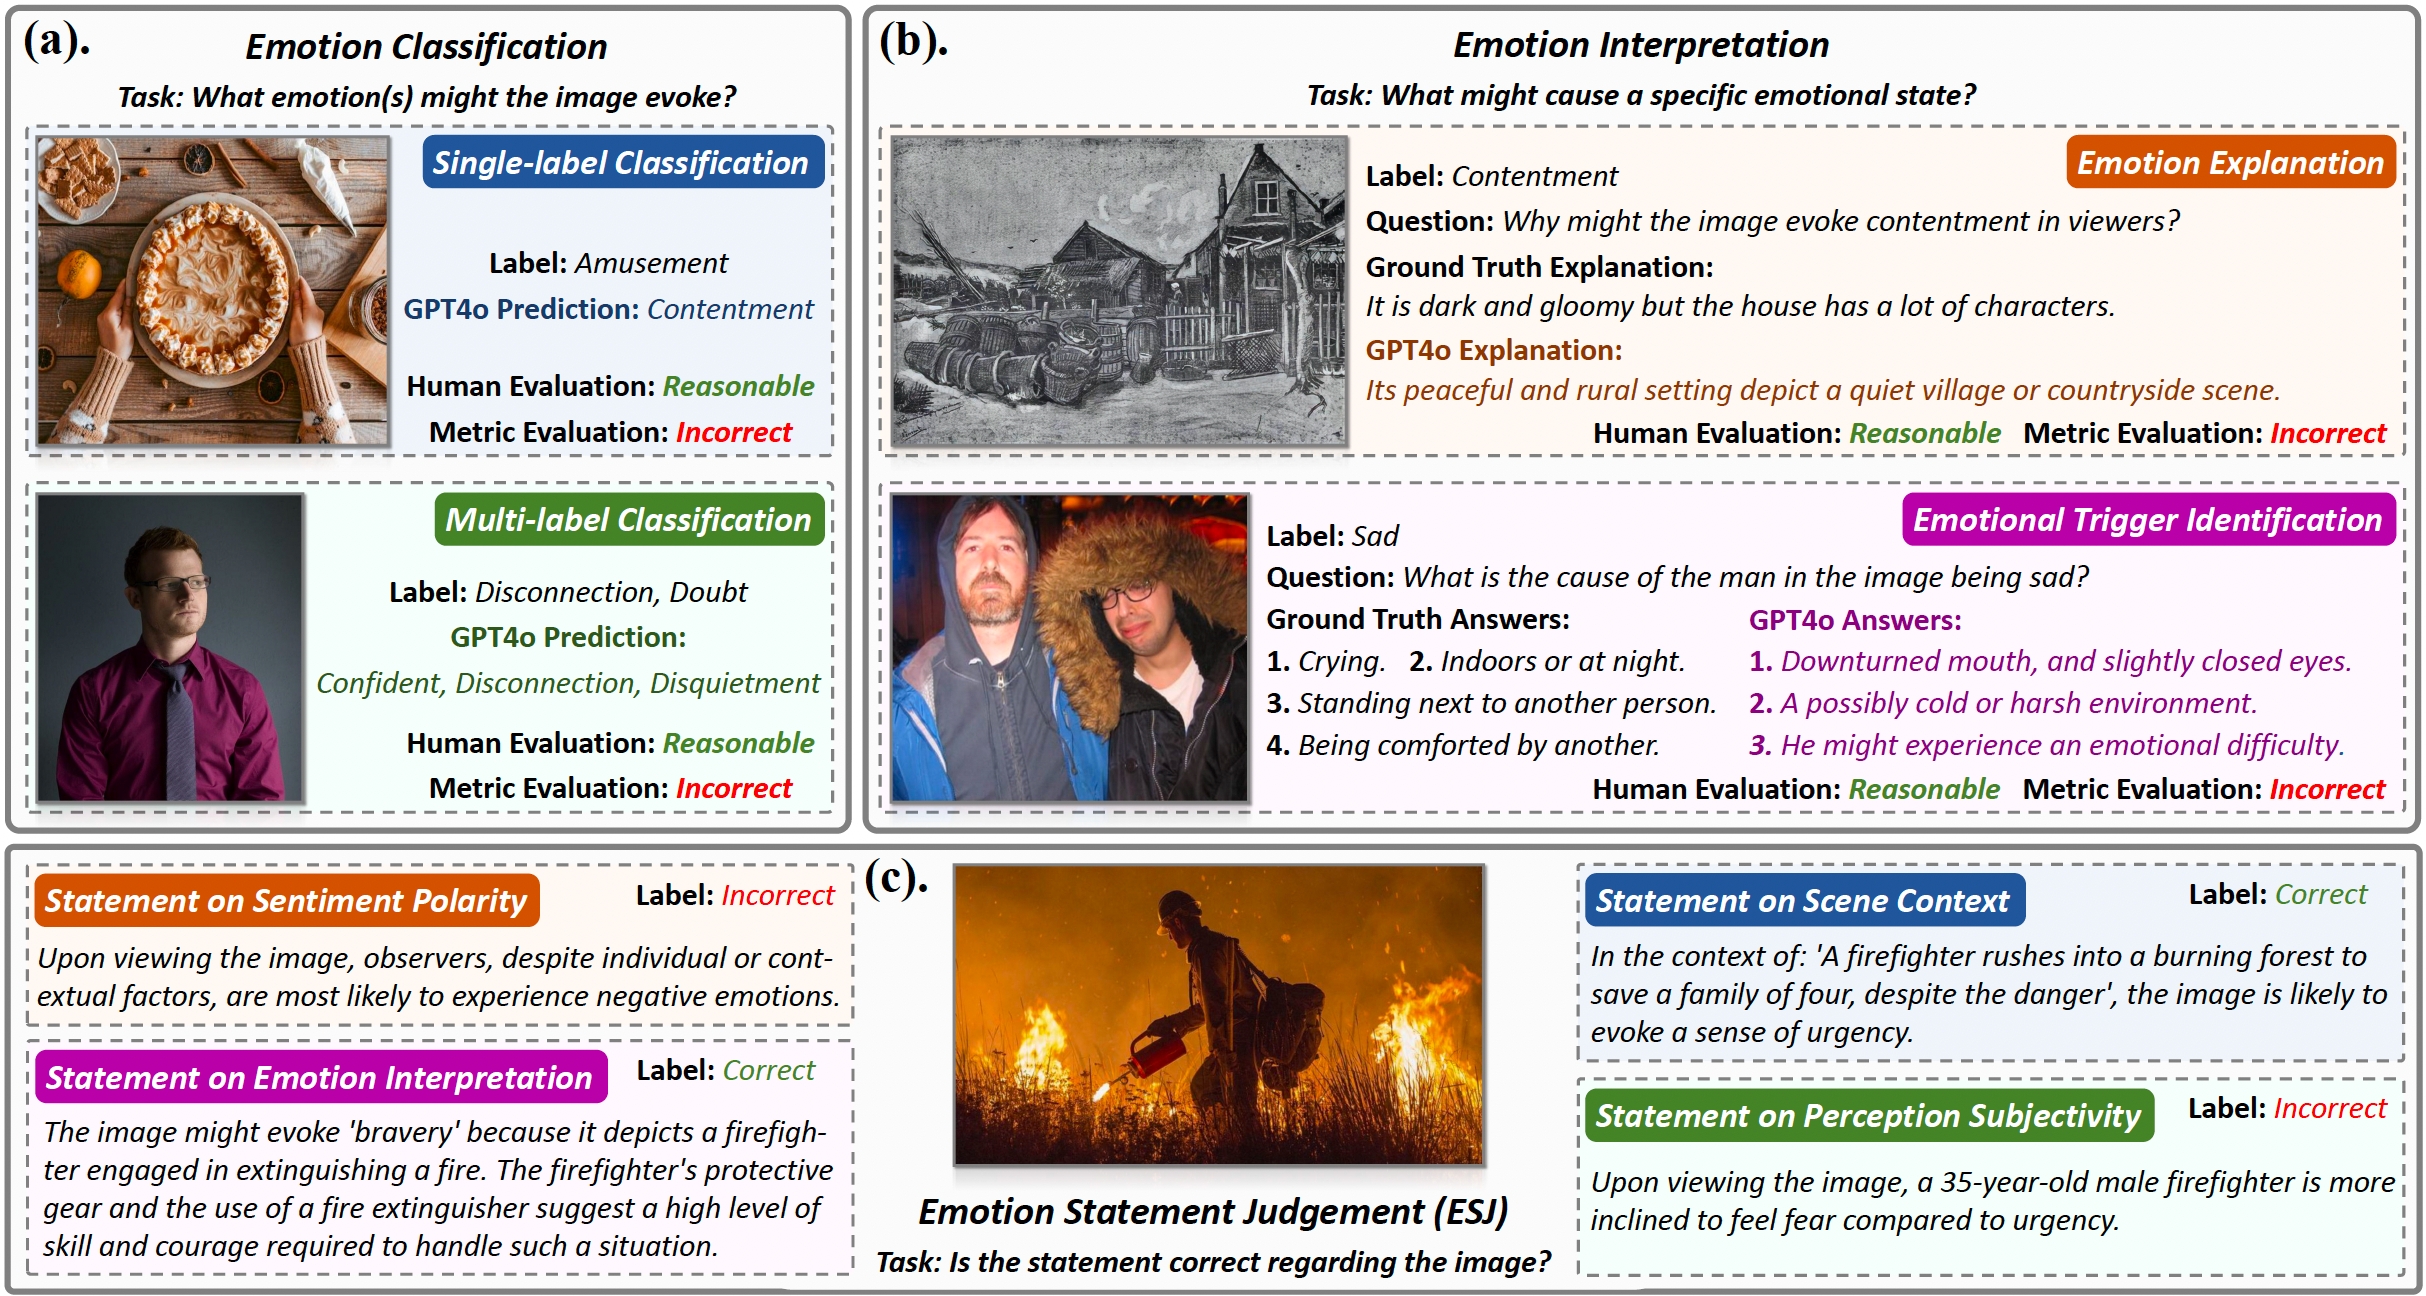 (a).
Emotion Classification
Task: What emotion(s) might the image evoke?
Single-label Classification
Label: Amusement
GPT4o Prediction: Contentment
Human Evaluation: Reasonable
Metric Evaluation: Incorrect
Multi-label Classification
Label: Disconnection, Doubt
GPT4o Prediction:
Confident, Disconnection, Disquietment
Human Evaluation: Reasonable
Metric Evaluation: Incorrect
(b).
Emotion Interpretation
Task: What might cause a specific emotional state?
Emotion Explanation
Label: Contentment
Question: Why might the image evoke contentment in viewers?
Ground Truth Explanation:
It is dark and gloomy but the house has a lot of characters.
GPT4o Explanation:
Its peaceful and rural setting depict a quiet village or countryside scene.
Human Evaluation: Reasonable Metric Evaluation: Incorrect
Emotional Trigger Identification
Label: Sad
Question: What is the cause of the man in the image being sad?
Ground Truth Answers:
1. Crying. 2. Indoors or at night.
3. Standing next to another person.
4. Being comforted by another.
GPT4o Answers:
1. Downturned mouth, and slightly closed eyes.
2. A possibly cold or harsh environment.
3. He might experience an emotional difficulty.
Human Evaluation: Reasonable Metric Evaluation: Incorrect
(c).
Statement on Sentiment Polarity
Label: Incorrect
Upon viewing the image, observers, despite individual or cont-
extual factors, are most likely to experience negative emotions.
Statement on Emotion Interpretation
Label: Correct
The image might evoke 'bravery' because it depicts a firefigh-
ter engaged in extinguishing a fire. The firefighter's protective
gear and the use of a fire extinguisher suggest a high level of
skill and courage required to handle such a situation.
Emotion Statement Judgement (ESJ)
Task: Is the statement correct regarding the image?
Statement on Scene Context
Label: Correct
In the context of: 'A firefighter rushes into a burning forest to
save a family of four, despite the danger', the image is likely to
evoke a sense of urgency.
Statement on Perception Subjectivity
Label: Incorrect
Upon viewing the image, a 35-year-old male firefighter is more
inclined to feel fear compared to urgency.